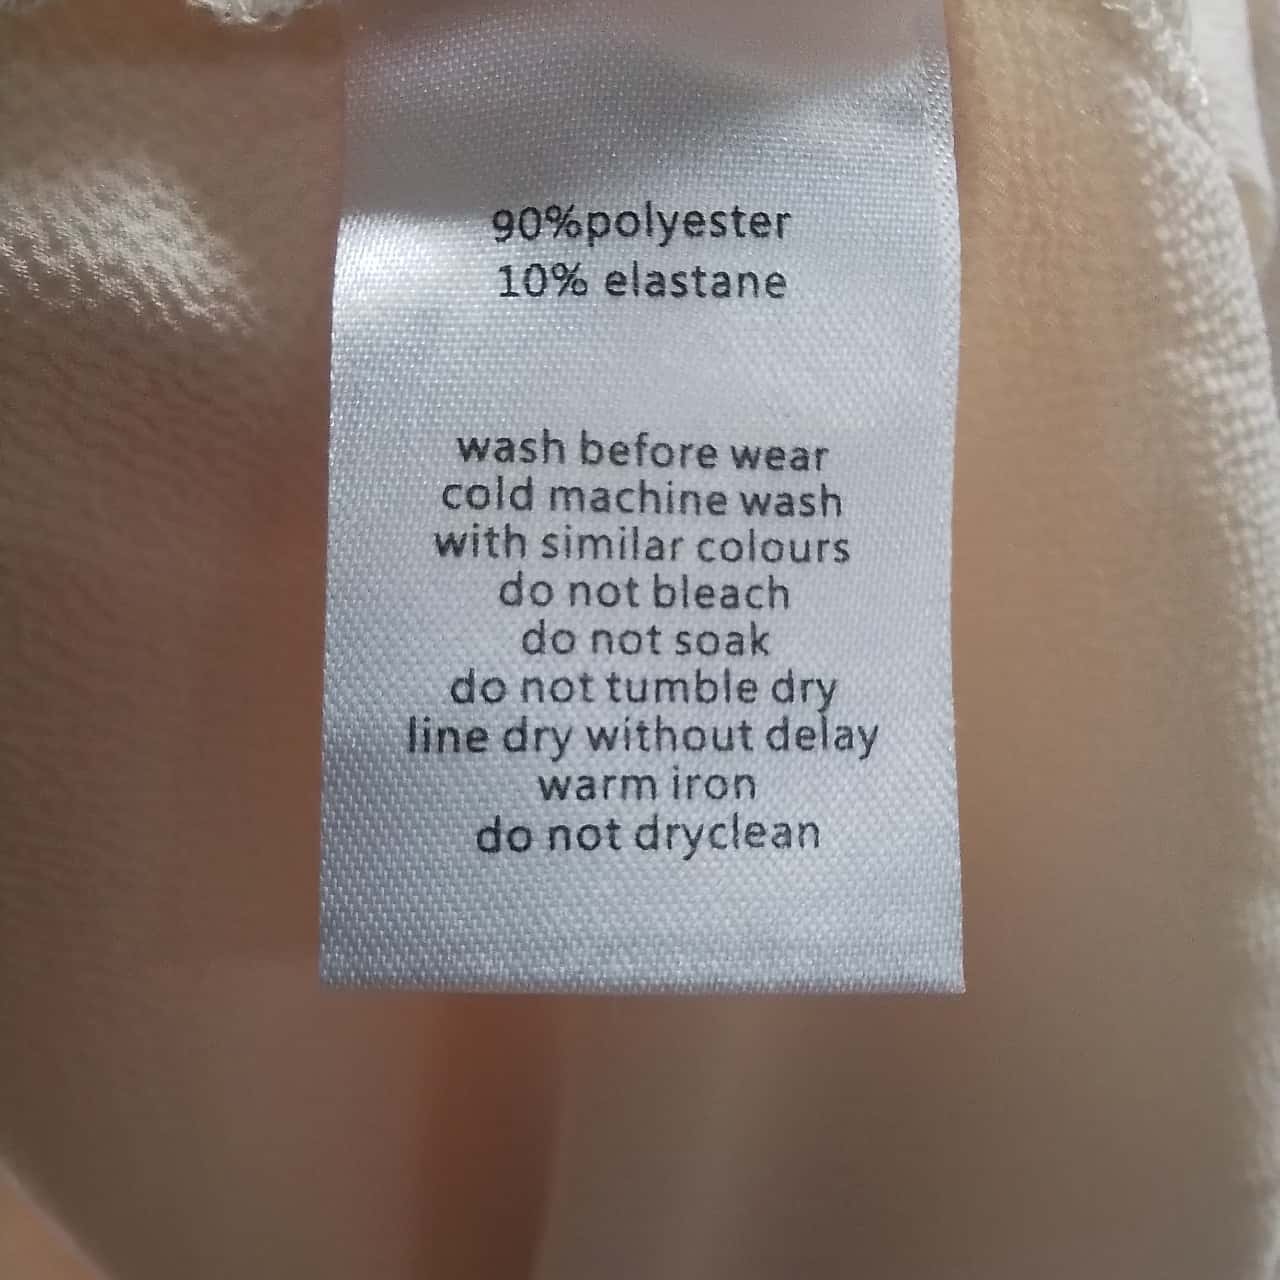 90%polyester
10% elastane
wash before wear
cold machine wash
with similar colours
do not bleach
do not soak
do not tumble dry
line dry without delay
warm iron
do not dryclean